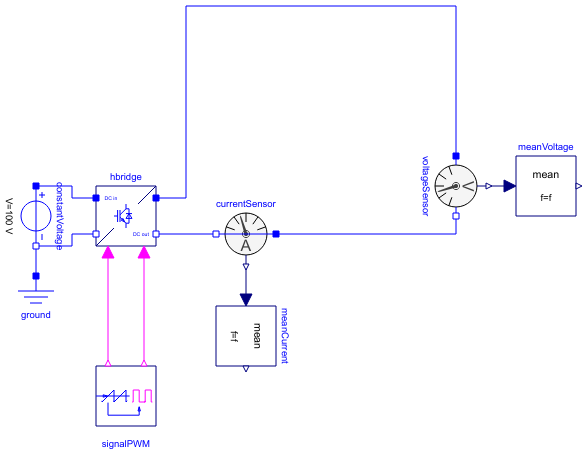 meanVoltage
mean
f=f
voltageSensor
hbridge
DC in
DC out
constantVoltage
+
V=100 V
currentSensor
A
V
ground
mean
f=f
meanCurrent
signalPWM